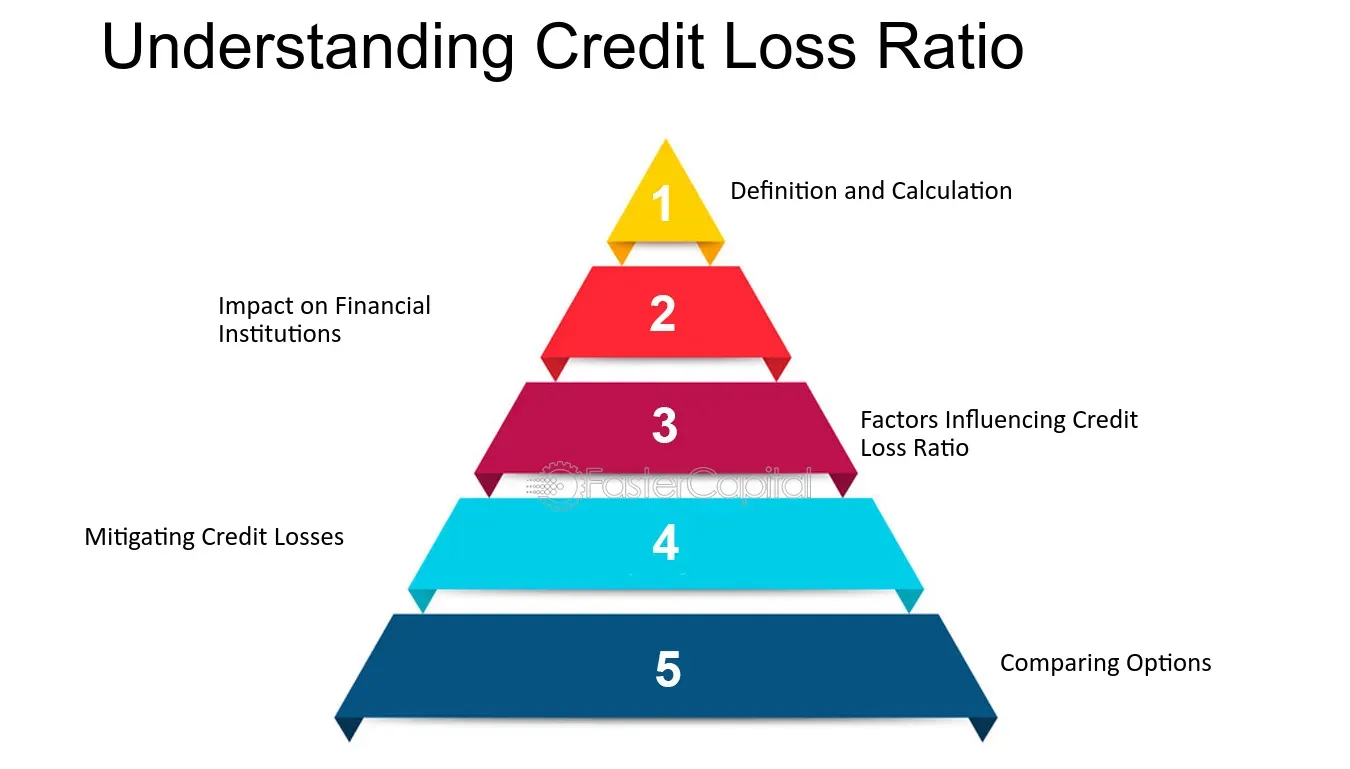 Understanding Credit Loss Ratio
1
Definition and Calculation
2
Impact on Financial
Institutions
3
Factors Influencing Credit
Loss Ratio
FasterCapital
4
Mitigating Credit Losses
5
Comparing Options